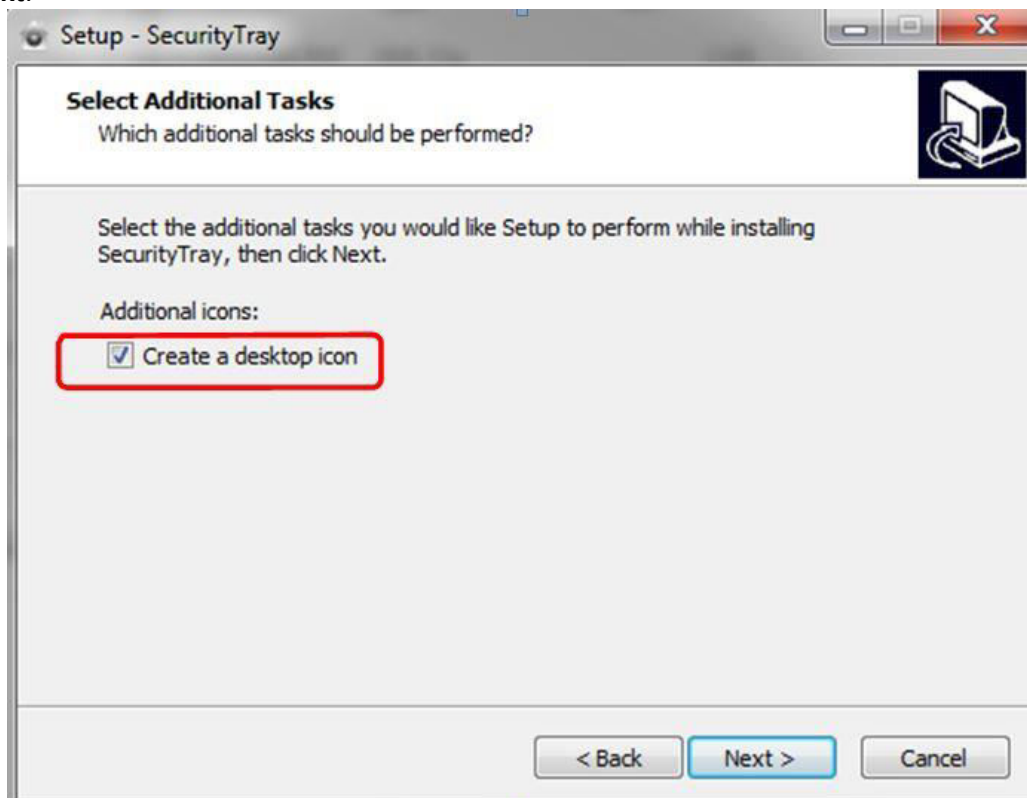 Setup - SecurityTray
Select Additional Tasks
Which additional tasks should be performed?
Select the additional tasks you would like Setup to perform while installing
SecurityTray, then click Next.
Additional icons:
Create a desktop icon
< Back Next > Cancel